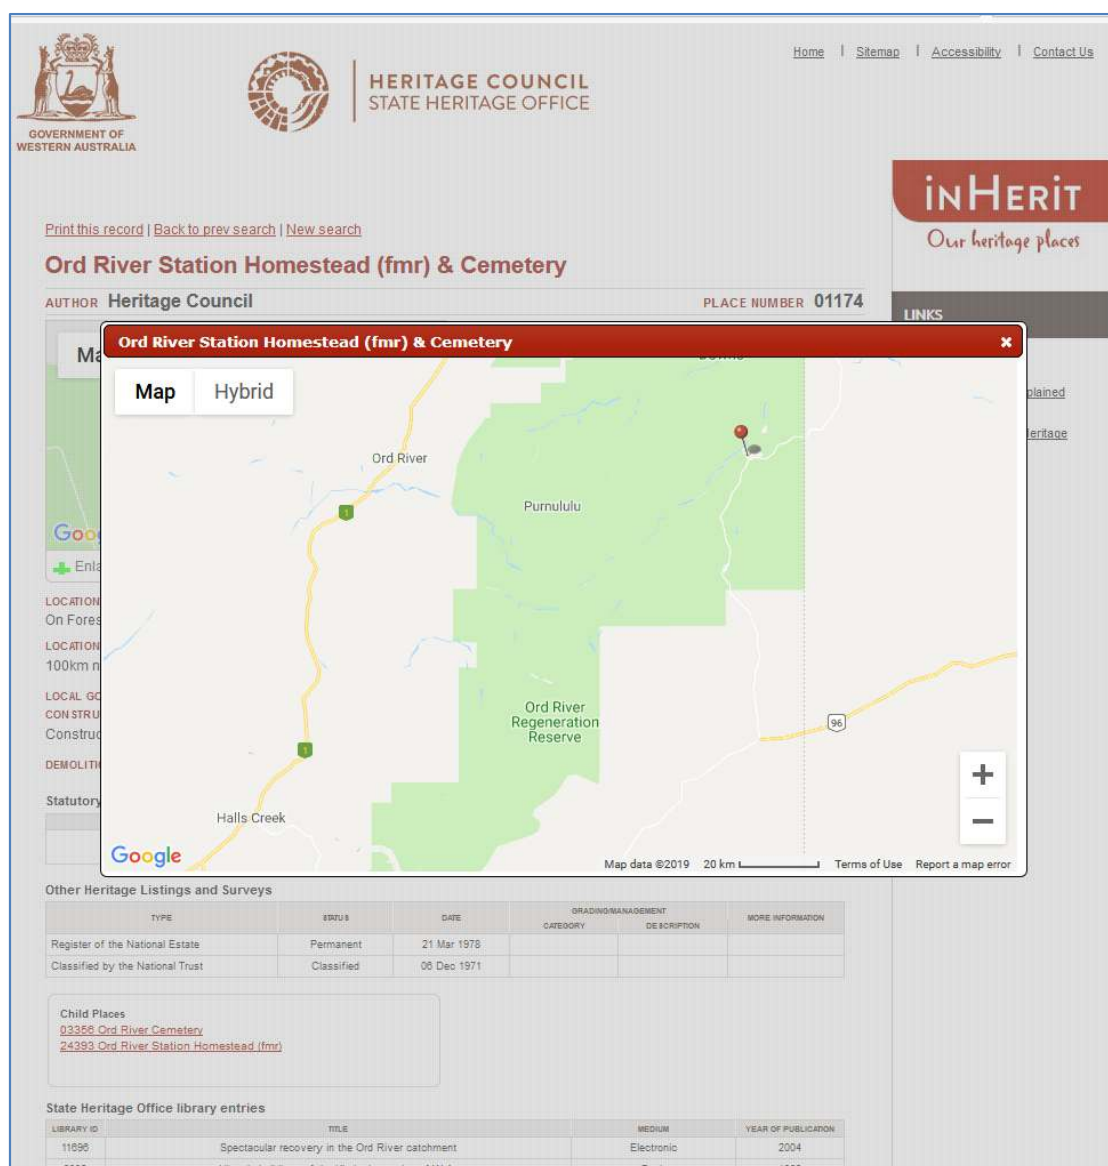 Home | Sitemap | Accessibility | Contact Us
GOVERNMENT OF
WESTERN AUSTRALIA
HERITAGE COUNCIL
STATE HERITAGE OFFICE
inHerit
Our heritage places
Print this record | Back to prev search | New search
Ord River Station Homestead (fmr) & Cemetery
AUTHOR Heritage Council PLACE NUMBER 01174
LINKS
Ord River Station Homestead (fmr) & Cemetery
Map Hybrid
Ord River
1
Purnululu
Ord River
Regeneration
Reserve
96
1
Halls Creek
+
−
Google
Map data ©2019 20 km Terms of Use Report a map error
plained
eritage
Goo
Enla
LOCATION
On Fores
LOCATION
100km n
LOCAL GO
CONSTRU
Construc
DEMOLITI
Statutory
Other Heritage Listings and Surveys
TYPE STATUS DATE GRADING/MANAGEMENT MORE INFORMATION
CATEGORY DESCRIPTION
Register of the National Estate Permanent 21 Mar 1978
Classified by the National Trust Classified 06 Dec 1971
Child Places
03356 Ord River Cemetery
24393 Ord River Station Homestead (fmr)
State Heritage Office library entries
LIBRARY ID TITLE MEDIUM YEAR OF PUBLICATION
11696 Spectacular recovery in the Ord River catchment Electronic 2004